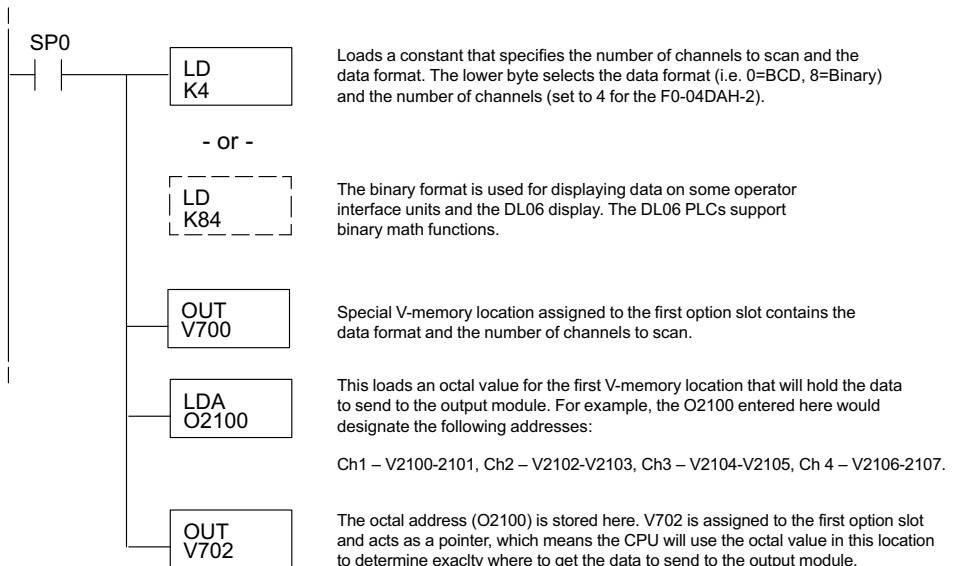 SP0
LD
K4
Loads a constant that specifies the number of channels to scan and the
data format. The lower byte selects the data format (i.e. 0=BCD, 8=Binary)
and the number of channels (set to 4 for the F0-04DAH-2).
- or -
LD
K84
The binary format is used for displaying data on some operator
interface units and the DL06 display. The DL06 PLCs support
binary math functions.
OUT
V700
Special V-memory location assigned to the first option slot contains the
data format and the number of channels to scan.
LDA
O2100
This loads an octal value for the first V-memory location that will hold the data
to send to the output module. For example, the O2100 entered here would
designate the following addresses:
Ch1 – V2100-2101, Ch2 – V2102-V2103, Ch3 – V2104-V2105, Ch 4 – V2106-2107.
OUT
V702
The octal address (O2100) is stored here. V702 is assigned to the first option slot
and acts as a pointer, which means the CPU will use the octal value in this location
to determine exaclty where to get the data to send to the output module.